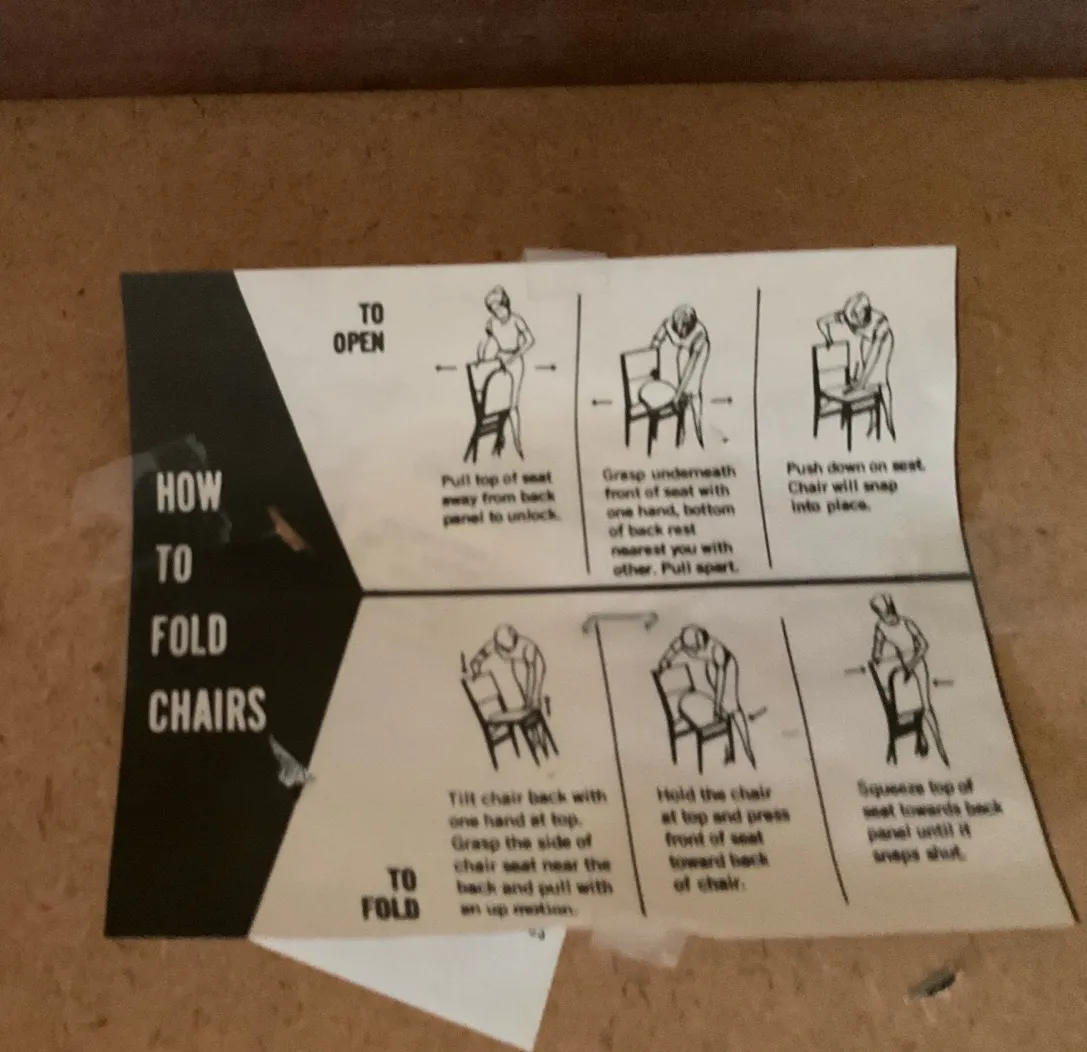 HOW
TO
FOLD
CHAIRS
TO
OPEN
Pull top of seat
away from back
panel to unlock.
Grasp underneath
front of seat with
one hand, bottom
of back rest
nearest you with
other. Pull apart.
Push down on seat.
Chair will snap
into place.
TO
FOLD
Tilt chair back with
one hand at top.
Grasp the side of
chair seat near the
back and pull with
an up motion.
Hold the chair
at top and press
front of seat
toward back
of chair.
Squeeze top of
seat towards back
panel until it
snaps shut.